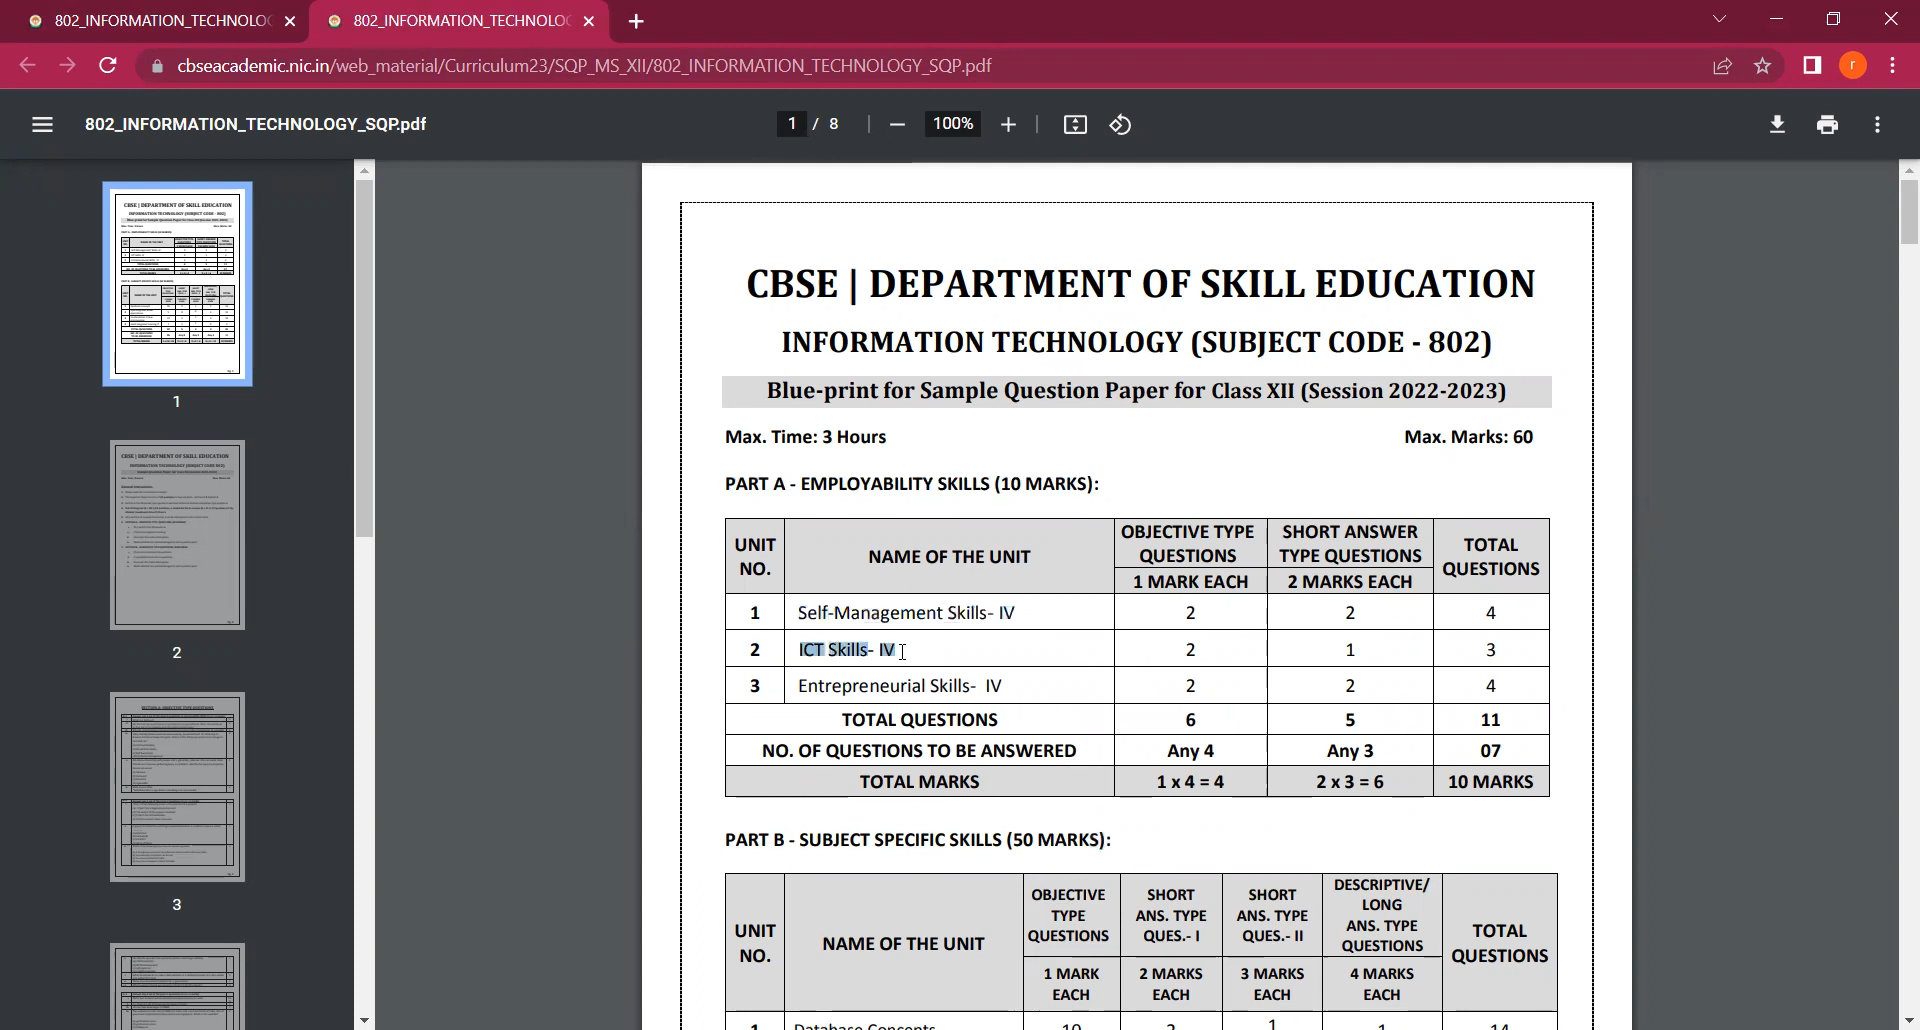 802_INFORMATION_TECHNOLO
802_INFORMATION_TECHNOLO
cbseacademic.nic.in/web_material/Curriculum23/SQP_MS_XII/802_INFORMATION_TECHNOLOGY_SQP.pdf
r
802_INFORMATION_TECHNOLOGY_SQP.pdf
1 / 8
100%
1
2
3
CBSE | DEPARTMENT OF SKILL EDUCATION
INFORMATION TECHNOLOGY (SUBJECT CODE - 802)
Blue-print for Sample Question Paper for Class XII (Session 2022-2023)
Max. Time: 3 Hours Max. Marks: 60
PART A - EMPLOYABILITY SKILLS (10 MARKS):
UNIT NO. NAME OF THE UNIT OBJECTIVE TYPE QUESTIONS SHORT ANSWER TYPE QUESTIONS TOTAL QUESTIONS
1 MARK EACH 2 MARKS EACH
1 Self-Management Skills- IV 2 2 4
2 ICT Skills- IV 2 1 3
3 Entrepreneurial Skills- IV 2 2 4
TOTAL QUESTIONS 6 5 11
NO. OF QUESTIONS TO BE ANSWERED Any 4 Any 3 07
TOTAL MARKS 1 x 4 = 4 2 x 3 = 6 10 MARKS
PART B - SUBJECT SPECIFIC SKILLS (50 MARKS):
UNIT NO. NAME OF THE UNIT OBJECTIVE TYPE QUESTIONS SHORT ANS. TYPE QUES.- I SHORT ANS. TYPE QUES.- II DESCRIPTIVE/ LONG ANS. TYPE QUESTIONS TOTAL QUESTIONS
1 MARK EACH 2 MARKS EACH 3 MARKS EACH 4 MARKS EACH
1 Database Concepts 10 2 1 1 14